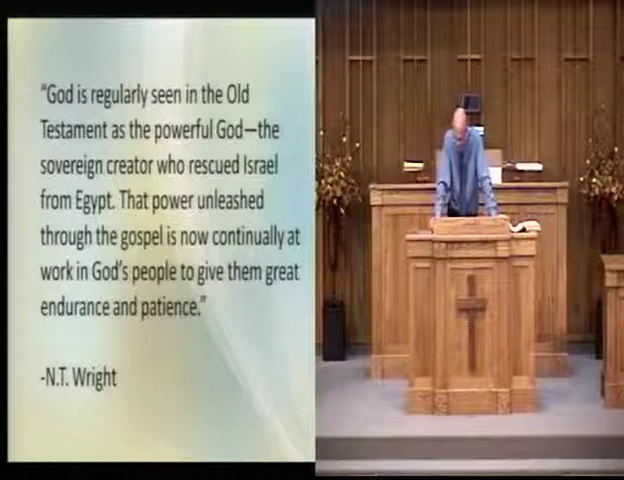 “God is regularly seen in the Old
Testament as the powerful God—the
sovereign creator who rescued Israel
from Egypt. That power unleashed
through the gospel is now continually at
work in God’s people to give them great
endurance and patience.”
-N.T. Wright